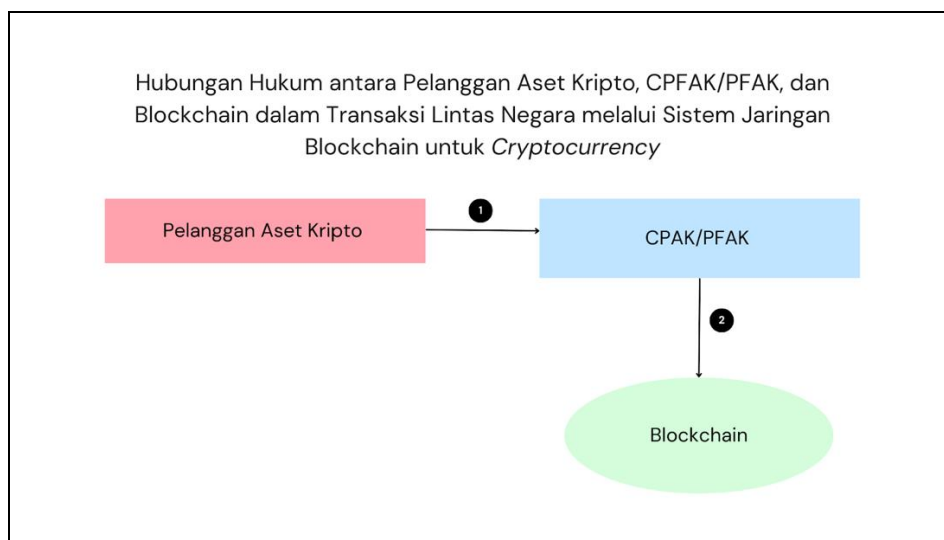 Hubungan Hukum antara Pelanggan Aset Kripto, CPFAK/PFAK, dan
Blockchain dalam Transaksi Lintas Negara melalui Sistem Jaringan
Blockchain untuk Cryptocurrency
1
Pelanggan Aset Kripto
CPAK/PFAK
2
Blockchain